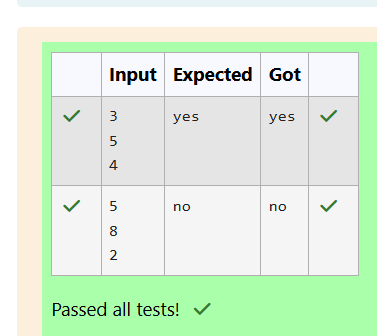 Input Expected Got
3 yes yes
5
4
5 no no
8
2
Passed all tests!